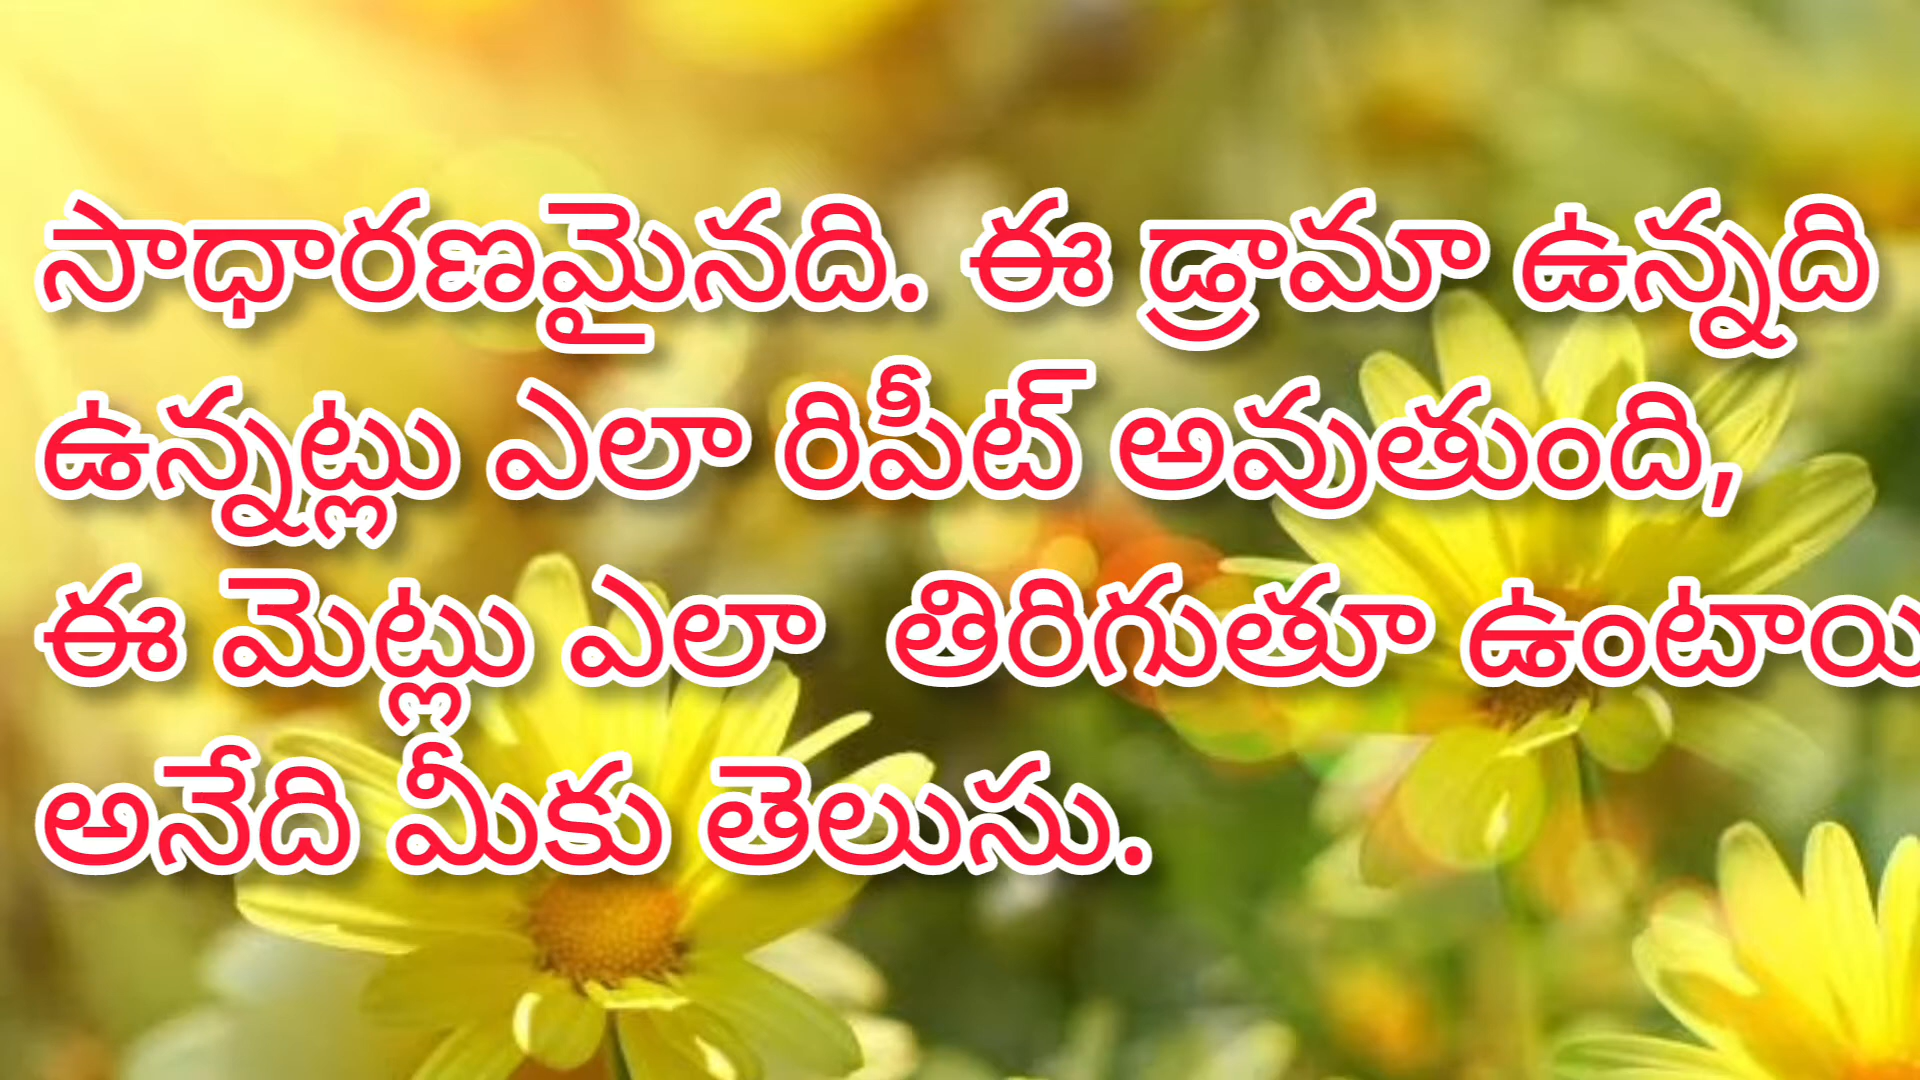 సాధారణమైనది. ఈ డ్రామా ఉన్నది
ఉన్నట్లు ఎలా రిపీట్ అవుతుంది,
ఈ మెట్లు ఎలా తిరిగుతూ ఉంటాయి
అనేది మీకు తెలుసు.